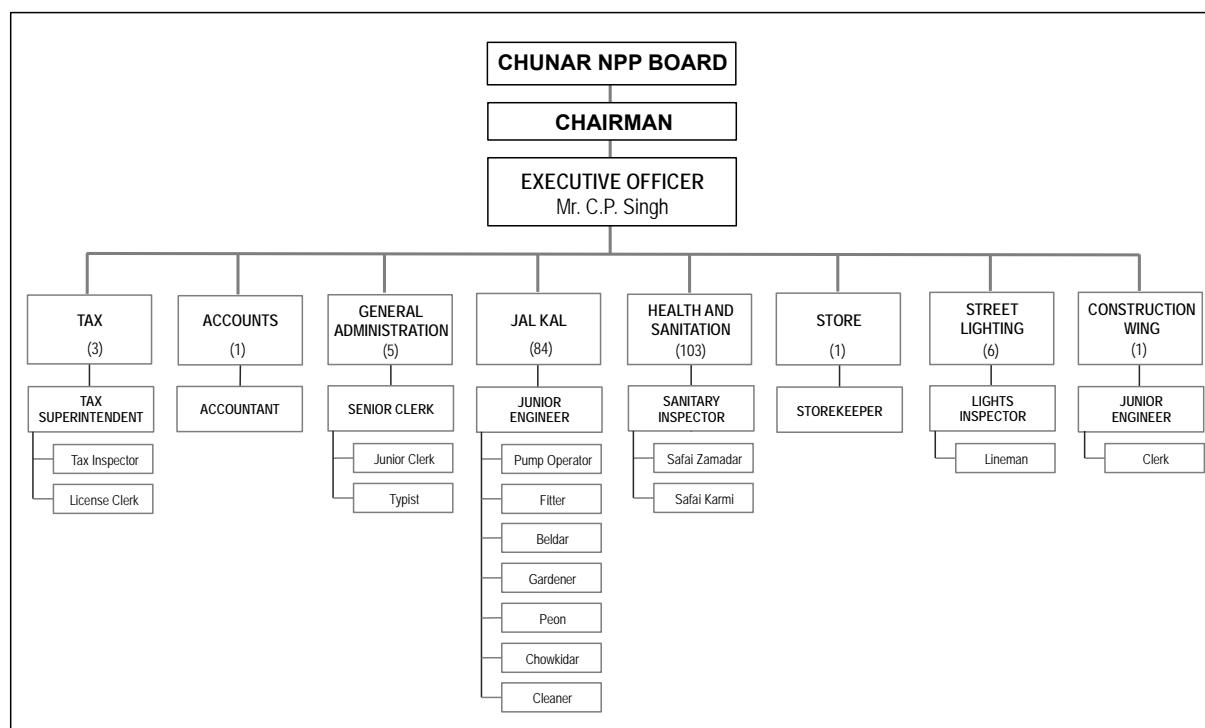 CHUNAR NPP BOARD
CHAIRMAN
EXECUTIVE OFFICER
Mr. C.P. Singh
TAX
(3)
ACCOUNTS
(1)
GENERAL
ADMINISTRATION
(5)
JAL KAL
(84)
HEALTH AND
SANITATION
(103)
STORE
(1)
STREET
LIGHTING
(6)
CONSTRUCTION
WING
(1)
TAX
SUPERINTENDENT
ACCOUNTANT
SENIOR CLERK
JUNIOR
ENGINEER
SANITARY
INSPECTOR
STOREKEEPER
LIGHTS
INSPECTOR
JUNIOR
ENGINEER
Tax Inspector
License Clerk
Junior Clerk
Typist
Pump Operator
Fitter
Beldar
Gardener
Peon
Chowkidar
Cleaner
Safai Zamadar
Safai Karmi
Lineman
Clerk